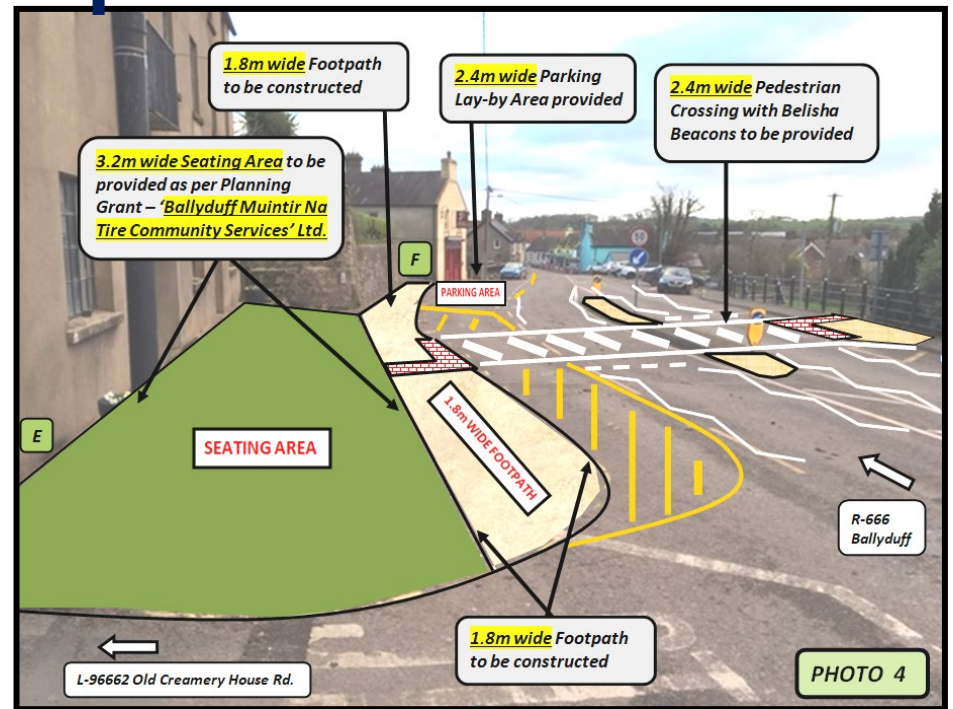 1.8m wide Footpath
to be constructed
2.4m wide Parking
Lay-by Area provided
2.4m wide Pedestrian
Crossing with Belisha
Beacons to be provided
3.2m wide Seating Area to be
provided as per Planning
Grant – ‘Ballyduff Muintir Na
Tire Community Services’ Ltd.
F
PARKING AREA
50
E
SEATING AREA
1.8m WIDE FOOTPATH
R-666
Ballyduff
1.8m wide Footpath
to be constructed
L-96662 Old Creamery House Rd.
PHOTO 4